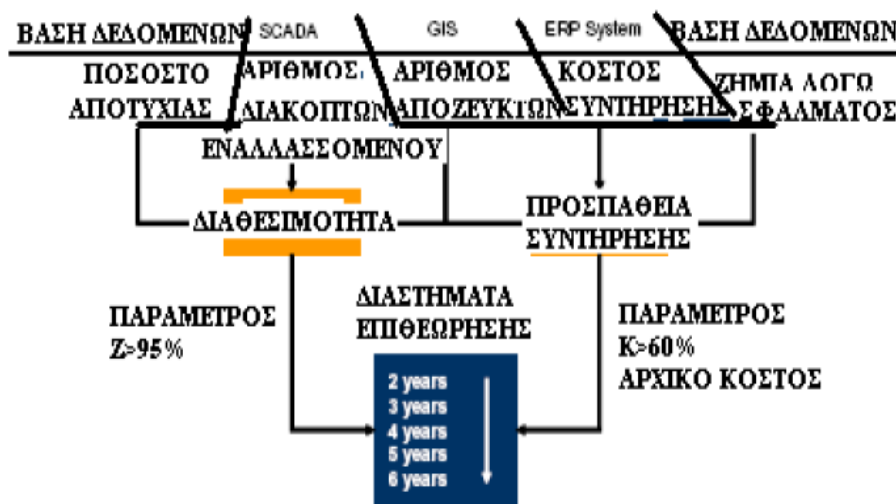 ΒΑΣΗ ΔΕΔΟΜΕΝΩΝ SCADA GIS ERP System ΒΑΣΗ ΔΕΔΟΜΕΝΩΝ
ΠΟΣΟΣΤΟ ΑΡΙΘΜΟΣ ΑΡΙΘΜΟΣ ΚΟΣΤΟΣ ΖΗΜΙΑ ΛΟΓΩ
ΑΠΟΤΥΧΙΑΣ ΔΙΑΚΟΠΤΩΝ ΑΠΟΖΕΥΚΤΩΝ ΣΥΝΤΗΡΗΣΗΣ ΣΦΑΛΜΑΤΟΣ
ΕΝΑΛΛΑΣΣΟΜΕΝΟΥ
ΔΙΑΘΕΣΙΜΟΤΗΤΑ
ΠΡΟΣΠΑΘΕΙΑ
ΣΥΝΤΗΡΗΣΗΣ
ΠΑΡΑΜΕΤΡΟΣ
Z>95%
ΔΙΑΣΤΗΜΑΤΑ
ΕΠΙΘΕΩΡΗΣΗΣ
ΠΑΡΑΜΕΤΡΟΣ
K>60%
ΑΡΧΙΚΟ ΚΟΣΤΟΣ
2 years
3 years
4 years
5 years
6 years